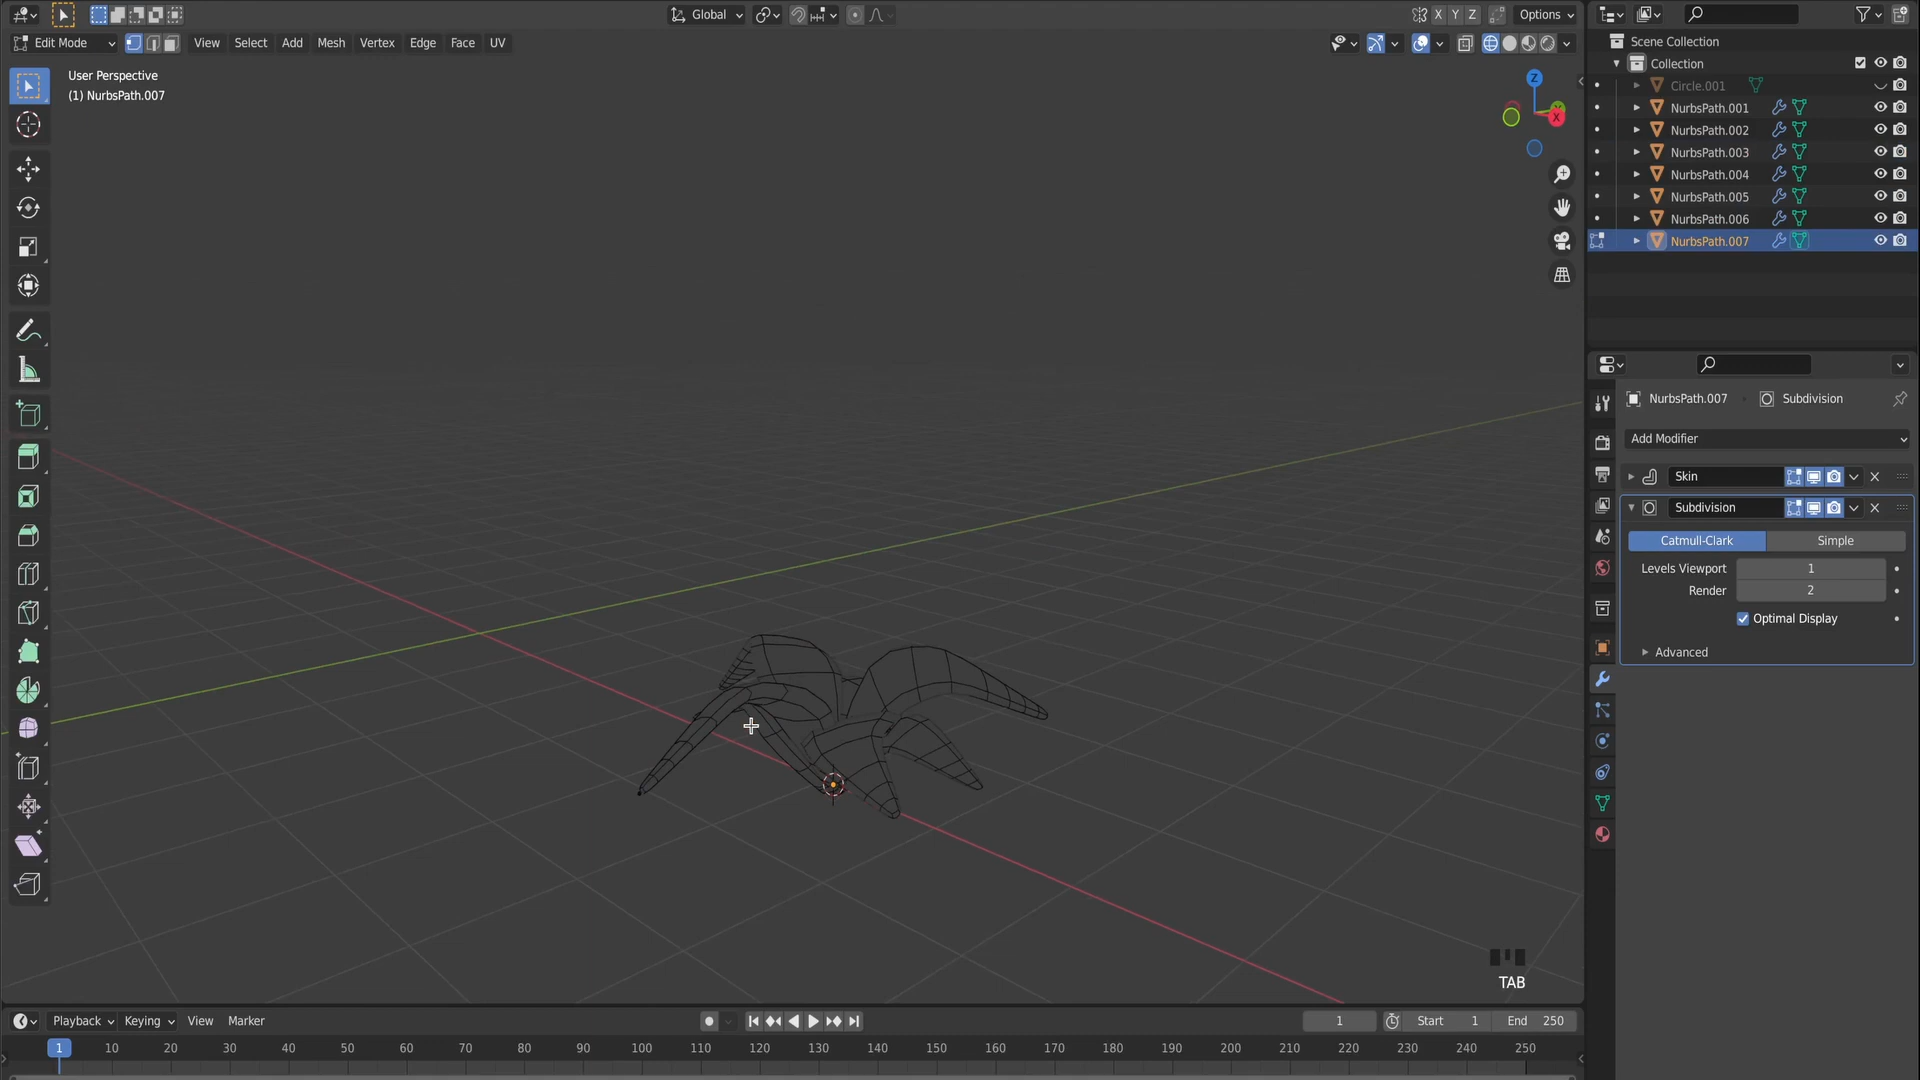 Global
X Y Z
Options
Edit Mode
View
Select
Add
Mesh
Vertex
Edge
Face
UV
User Perspective
(1) NurbsPath.007
Z
X
Scene Collection
Collection
Circle.001
NurbsPath.001
NurbsPath.002
NurbsPath.003
NurbsPath.004
NurbsPath.005
NurbsPath.006
NurbsPath.007
NurbsPath.007
Subdivision
Add Modifier
Skin
Subdivision
Catmull-Clark
Simple
Levels Viewport
1
Render
2
Optimal Display
Advanced
TAB
Playback
Keying
View
Marker
1
Start 1
End 250
1 10 20 30 40 50 60 70 80 90 100 110 120 130 140 150 160 170 180 190 200 210 220 230 240 250